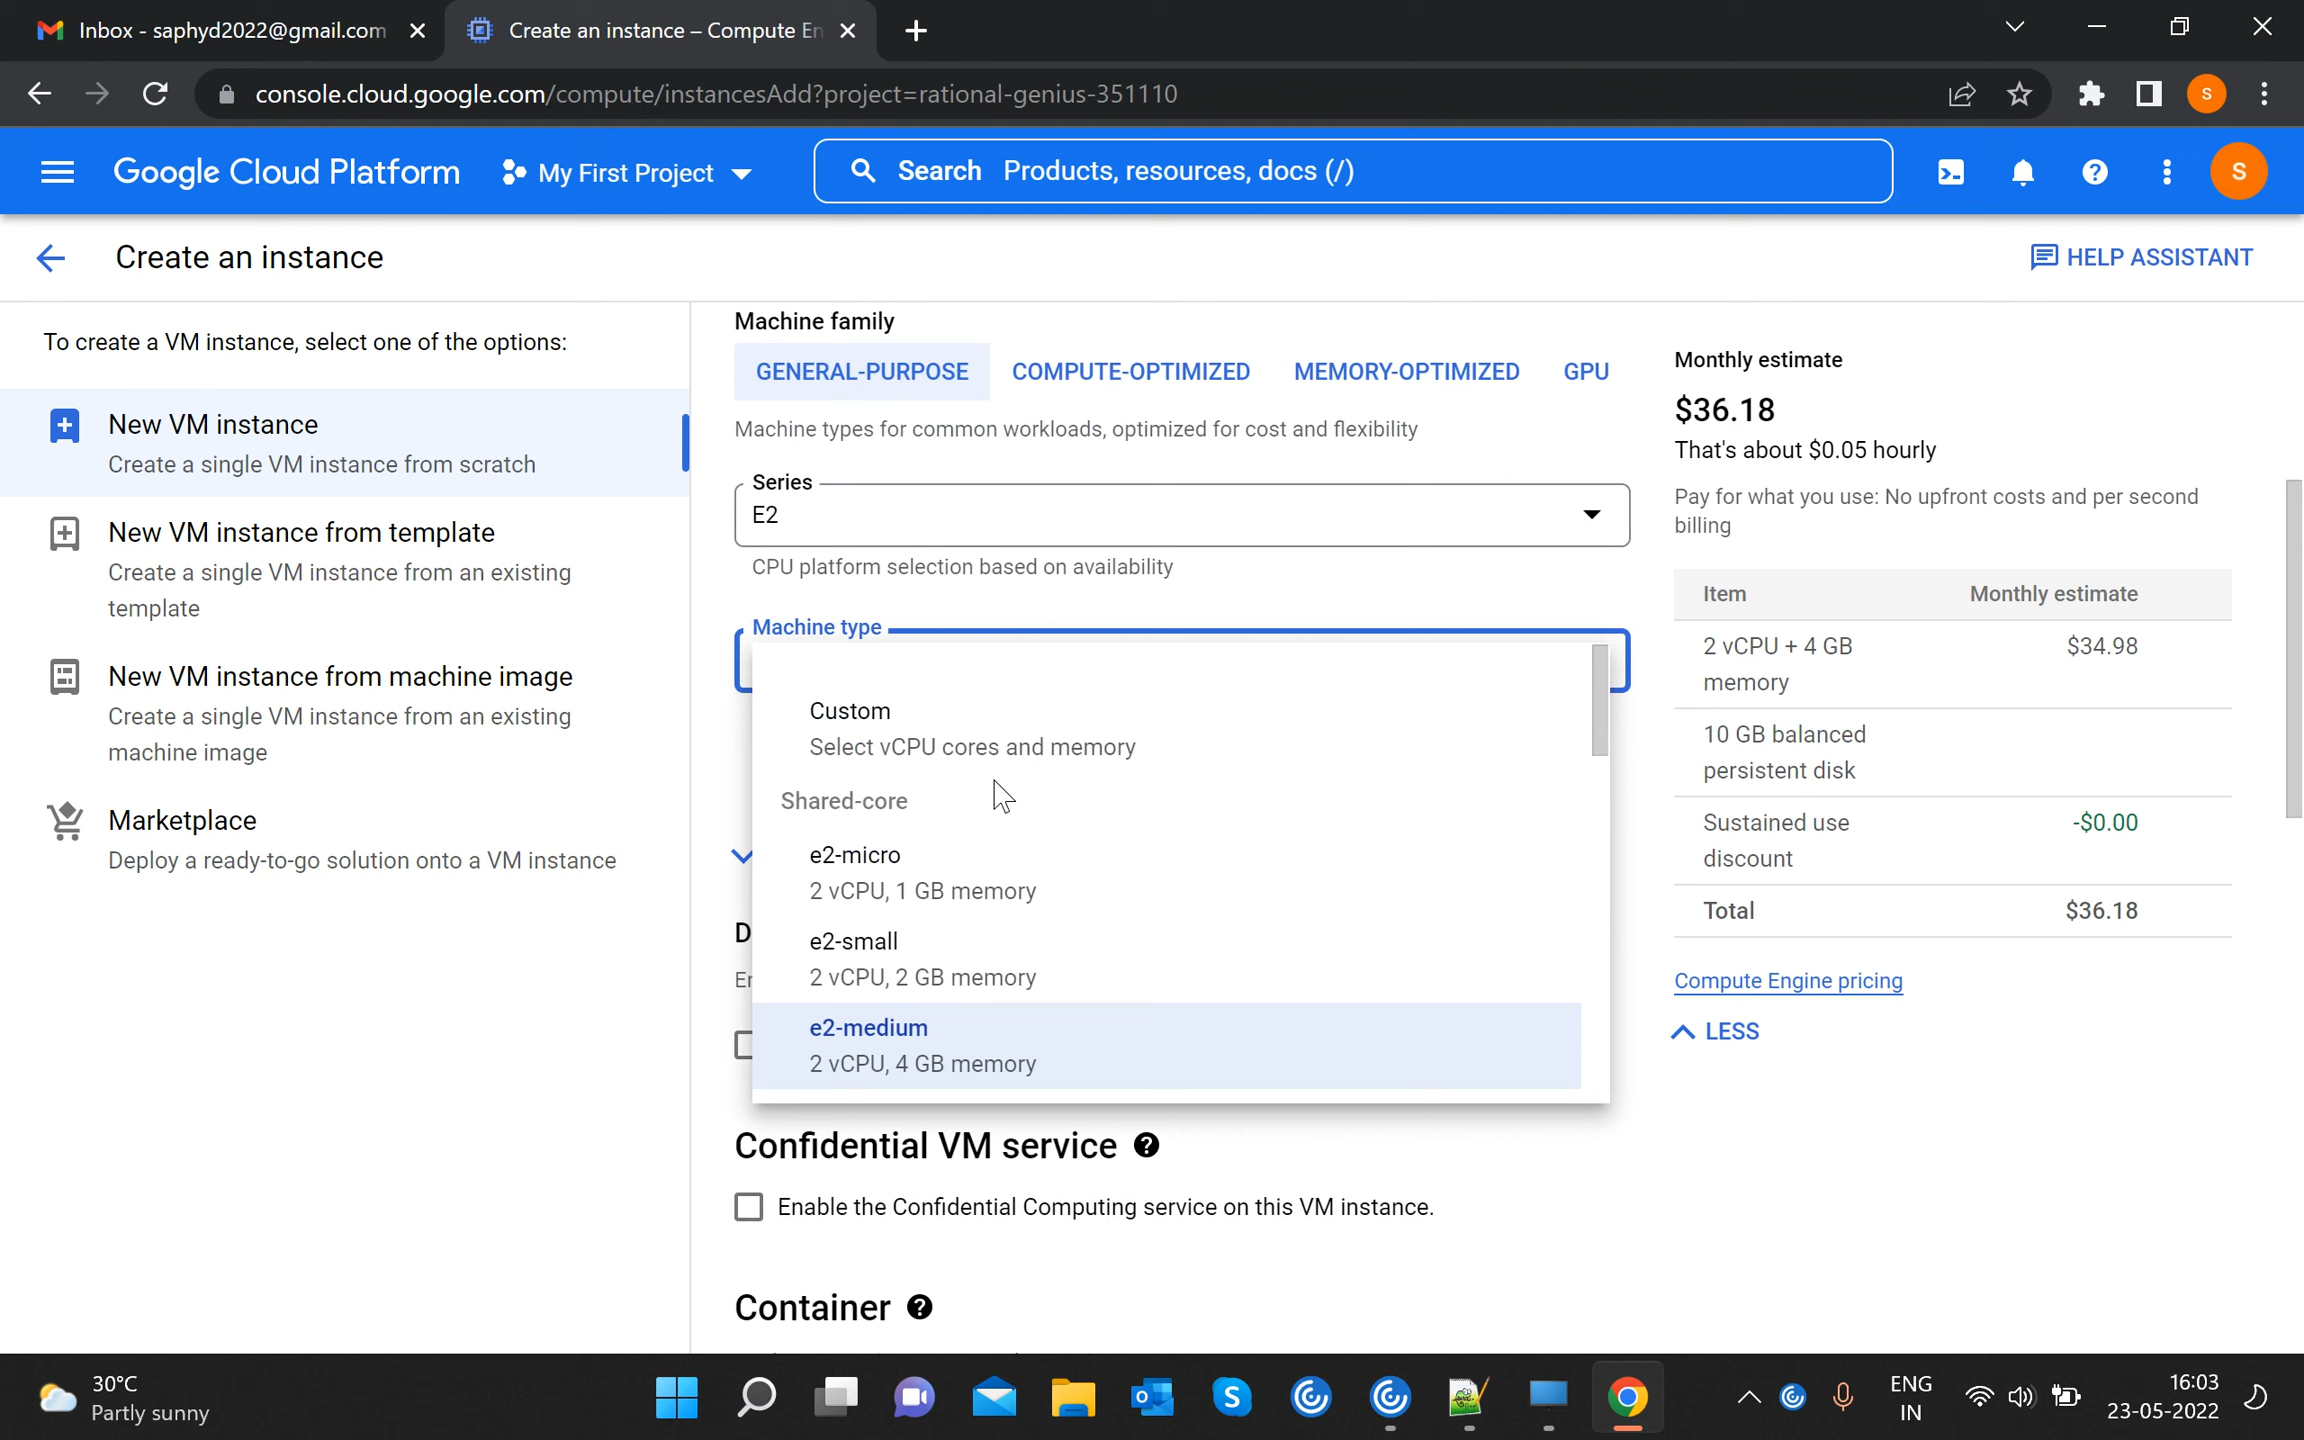 Inbox - saphyd2022@gmail.com
Create an instance – Compute En
console.cloud.google.com/compute/instancesAdd?project=rational-genius-351110
S
Google Cloud Platform
My First Project
Search Products, resources, docs (/)
S
Create an instance
HELP ASSISTANT
To create a VM instance, select one of the options:
New VM instance
Create a single VM instance from scratch
New VM instance from template
Create a single VM instance from an existing
template
New VM instance from machine image
Create a single VM instance from an existing
machine image
Marketplace
Deploy a ready-to-go solution onto a VM instance
Machine family
GENERAL-PURPOSE
COMPUTE-OPTIMIZED
MEMORY-OPTIMIZED
GPU
Machine types for common workloads, optimized for cost and flexibility
Series
E2
CPU platform selection based on availability
Machine type
Custom
Select vCPU cores and memory
Shared-core
e2-micro
2 vCPU, 1 GB memory
e2-small
2 vCPU, 2 GB memory
e2-medium
2 vCPU, 4 GB memory
D
Confidential VM service
Enable the Confidential Computing service on this VM instance.
Container
Monthly estimate
$36.18
That's about $0.05 hourly
Pay for what you use: No upfront costs and per second
billing
Item Monthly estimate
2 vCPU + 4 GB $34.98
memory
10 GB balanced
persistent disk
Sustained use -$0.00
discount
Total $36.18
Compute Engine pricing
LESS
30°C
Partly sunny
ENG
IN
16:03
23-05-2022